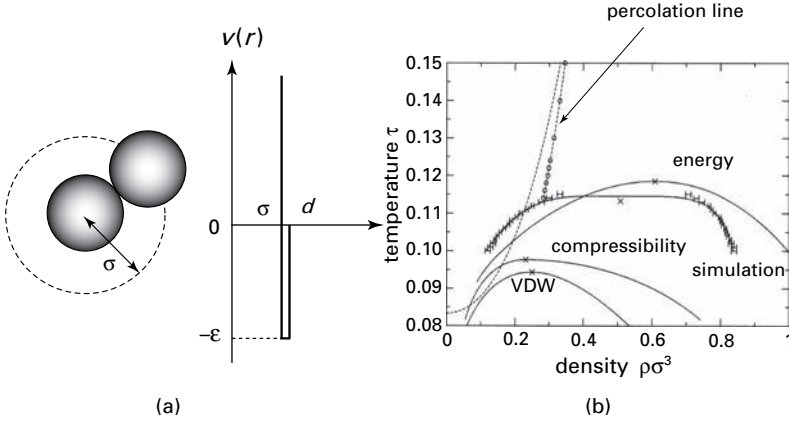 v(r)
σ
d
0
σ
−ε
(a)
percolation line
0.15
0.14
0.13
0.12
0.11
0.10
0.09
0.08
temperature τ
energy
compressibility
simulation
VDW
0 0.2 0.4 0.6 0.8 1
density ρσ³
(b)